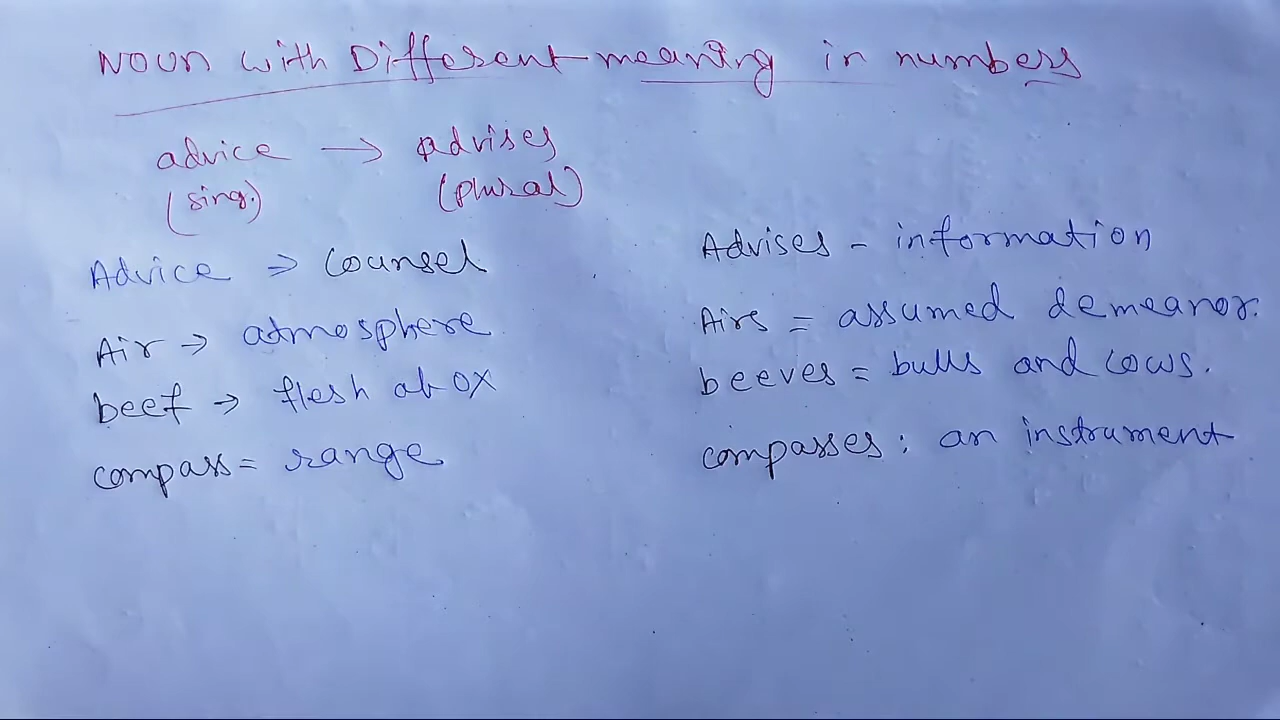 Noun with Different meaning in numbers
advice → advises
(sing.) (plural)
Advice ⇒ counsel Advises - information
Air → atmosphere Airs = assumed demeanor.
beef → flesh of ox beeves = bulls and cows.
compass = range compasses: an instrument